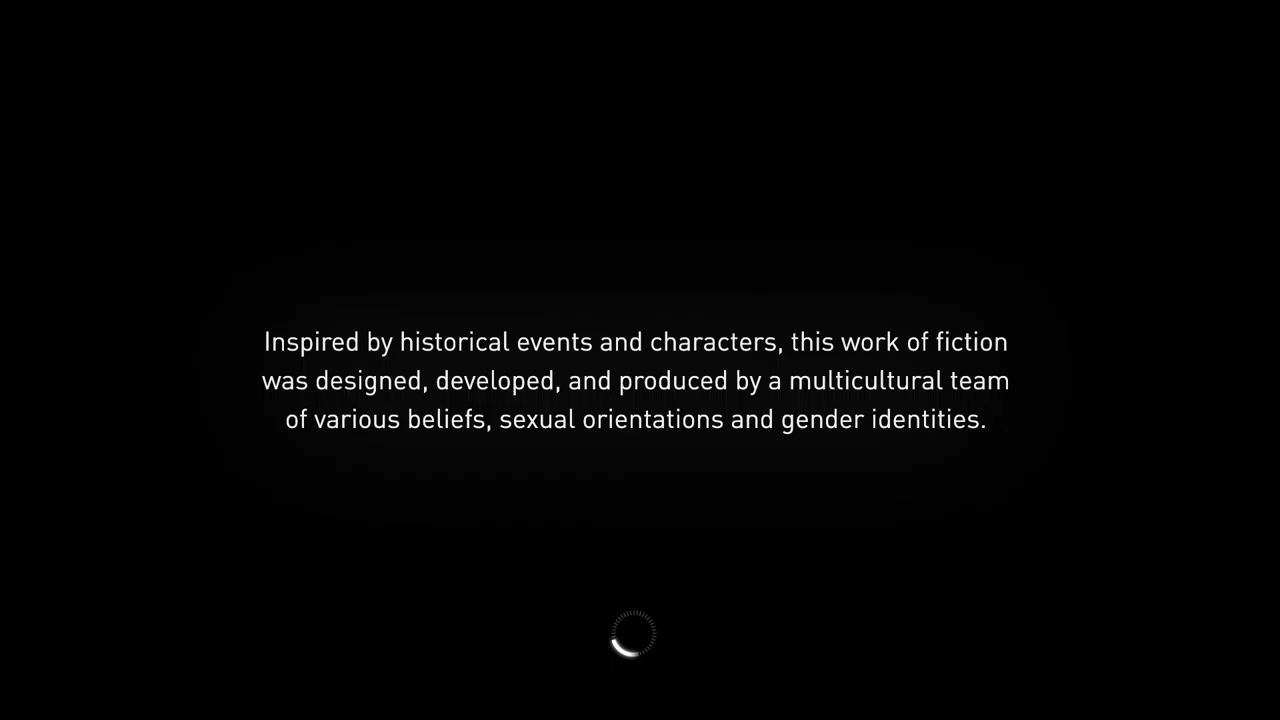 Inspired by historical events and characters, this work of fiction
was designed, developed, and produced by a multicultural team
of various beliefs, sexual orientations and gender identities.